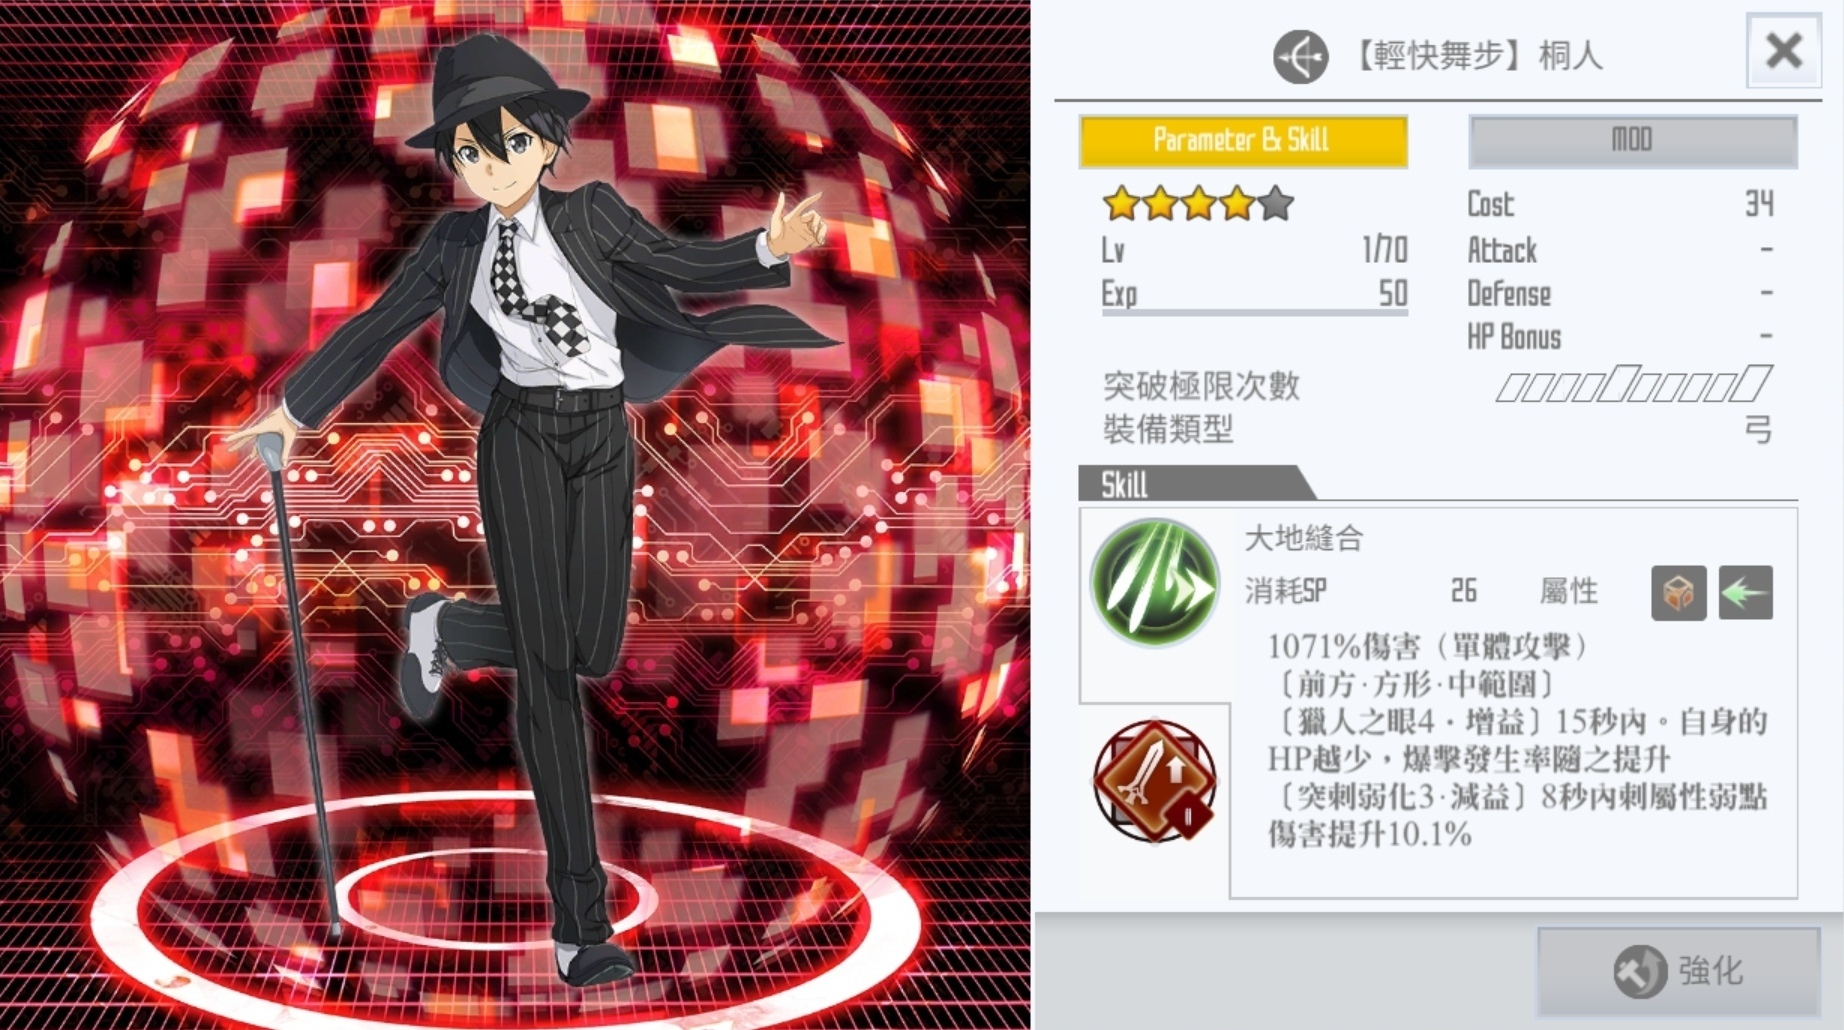 【輕快舞步】桐人
Parameter & Skill
MOD
Lv 1/70
Exp 50
Cost 34
Attack -
Defense -
HP Bonus -
突破極限次數
裝備類型 弓
Skill
大地縫合
消耗SP 26 屬性
1071%傷害（單體攻擊）
〔前方·方形·中範圍〕
〔獵人之眼4·增益〕15秒內。自身的
HP越少，爆擊發生率隨之提升
〔突刺弱化3·減益〕8秒內刺屬性弱點
傷害提升10.1%
II
強化